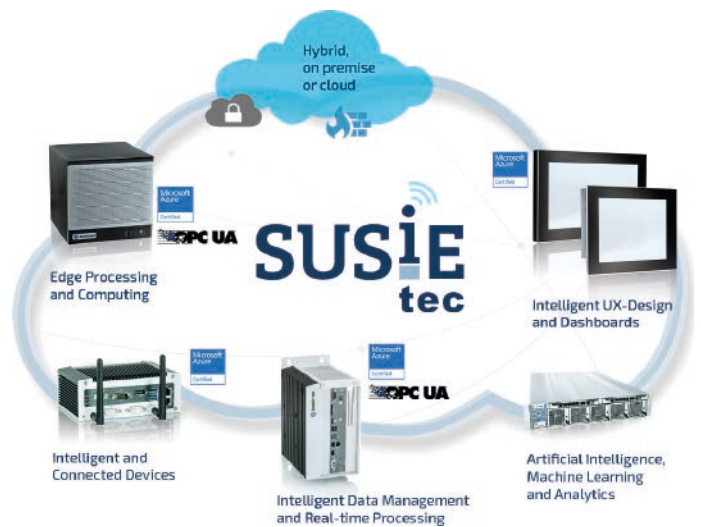 Hybrid,
on premise
or cloud
Microsoft
Azure
Certified
OPC UA
Edge Processing
and Computing
SUSiE
tec
Microsoft
Azure
Certified
Intelligent UX-Design
and Dashboards
Microsoft
Azure
Certified
Intelligent and
Connected Devices
Microsoft
Azure
Certified
OPC UA
Intelligent Data Management
and Real-time Processing
Artificial Intelligence,
Machine Learning
and Analytics